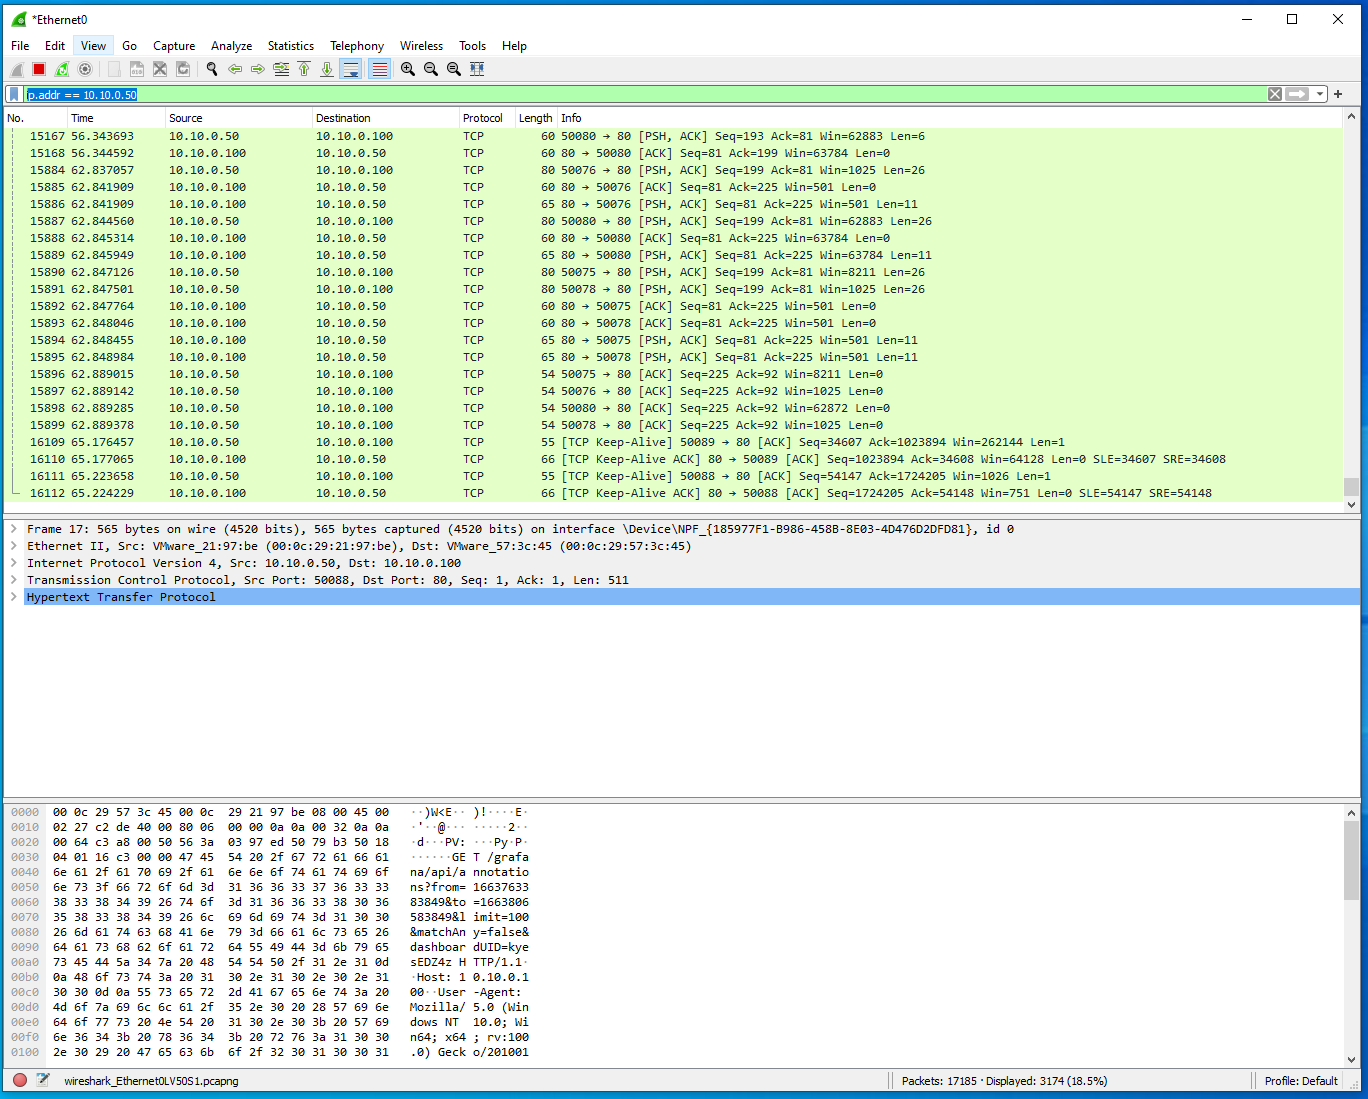 *Ethernet0
File Edit View Go Capture Analyze Statistics Telephony Wireless Tools Help
p.addr == 10.10.0.50
No. Time Source Destination Protocol Length Info
15167 56.343693 10.10.0.50 10.10.0.100 TCP 60 50080 → 80 [PSH, ACK] Seq=193 Ack=81 Win=62883 Len=6
15168 56.344592 10.10.0.100 10.10.0.50 TCP 60 80 → 50080 [ACK] Seq=81 Ack=199 Win=63784 Len=0
15884 62.837057 10.10.0.50 10.10.0.100 TCP 80 50076 → 80 [PSH, ACK] Seq=199 Ack=81 Win=1025 Len=26
15885 62.841909 10.10.0.100 10.10.0.50 TCP 60 80 → 50076 [ACK] Seq=81 Ack=225 Win=501 Len=0
15886 62.841909 10.10.0.100 10.10.0.50 TCP 65 80 → 50076 [PSH, ACK] Seq=81 Ack=225 Win=501 Len=11
15887 62.844560 10.10.0.50 10.10.0.100 TCP 80 50080 → 80 [PSH, ACK] Seq=199 Ack=81 Win=62883 Len=26
15888 62.845314 10.10.0.100 10.10.0.50 TCP 60 80 → 50080 [ACK] Seq=81 Ack=225 Win=63784 Len=0
15889 62.845949 10.10.0.100 10.10.0.50 TCP 65 80 → 50080 [PSH, ACK] Seq=81 Ack=225 Win=63784 Len=11
15890 62.847126 10.10.0.50 10.10.0.100 TCP 80 50075 → 80 [PSH, ACK] Seq=199 Ack=81 Win=8211 Len=26
15891 62.847501 10.10.0.50 10.10.0.100 TCP 80 50078 → 80 [PSH, ACK] Seq=199 Ack=81 Win=1025 Len=26
15892 62.847764 10.10.0.100 10.10.0.50 TCP 60 80 → 50075 [ACK] Seq=81 Ack=225 Win=501 Len=0
15893 62.848046 10.10.0.100 10.10.0.50 TCP 60 80 → 50078 [ACK] Seq=81 Ack=225 Win=501 Len=0
15894 62.848455 10.10.0.100 10.10.0.50 TCP 65 80 → 50075 [PSH, ACK] Seq=81 Ack=225 Win=501 Len=11
15895 62.848984 10.10.0.100 10.10.0.50 TCP 65 80 → 50078 [PSH, ACK] Seq=81 Ack=225 Win=501 Len=11
15896 62.889015 10.10.0.50 10.10.0.100 TCP 54 50075 → 80 [ACK] Seq=225 Ack=92 Win=8211 Len=0
15897 62.889142 10.10.0.50 10.10.0.100 TCP 54 50076 → 80 [ACK] Seq=225 Ack=92 Win=1025 Len=0
15898 62.889285 10.10.0.50 10.10.0.100 TCP 54 50080 → 80 [ACK] Seq=225 Ack=92 Win=62872 Len=0
15899 62.889378 10.10.0.50 10.10.0.100 TCP 54 50078 → 80 [ACK] Seq=225 Ack=92 Win=1025 Len=0
16109 65.176457 10.10.0.50 10.10.0.100 TCP 55 [TCP Keep-Alive] 50089 → 80 [ACK] Seq=34607 Ack=1023894 Win=262144 Len=1
16110 65.177065 10.10.0.100 10.10.0.50 TCP 66 [TCP Keep-Alive ACK] 80 → 50089 [ACK] Seq=1023894 Ack=34608 Win=64128 Len=0 SLE=34607 SRE=34608
16111 65.223658 10.10.0.50 10.10.0.100 TCP 55 [TCP Keep-Alive] 50088 → 80 [ACK] Seq=54147 Ack=1724205 Win=1026 Len=1
16112 65.224229 10.10.0.100 10.10.0.50 TCP 66 [TCP Keep-Alive ACK] 80 → 50088 [ACK] Seq=1724205 Ack=54148 Win=751 Len=0 SLE=54147 SRE=54148
Frame 17: 565 bytes on wire (4520 bits), 565 bytes captured (4520 bits) on interface \Device\NPF_{185977F1-B986-458B-8E03-4D476D2DFD81}, id 0
Ethernet II, Src: VMware_21:97:be (00:0c:29:21:97:be), Dst: VMware_57:3c:45 (00:0c:29:57:3c:45)
Internet Protocol Version 4, Src: 10.10.0.50, Dst: 10.10.0.100
Transmission Control Protocol, Src Port: 50088, Dst Port: 80, Seq: 1, Ack: 1, Len: 511
Hypertext Transfer Protocol
0000 00 0c 29 57 3c 45 00 0c 29 21 97 be 08 00 45 00 ··)W<E·· )!····E·
0010 02 27 c2 de 40 00 80 06 00 00 0a 0a 00 32 0a 0a ·'··@··· ·····2··
0020 00 64 c3 a8 00 50 56 3a 03 97 ed 50 79 b3 50 18 ·d···PV: ···Py·P·
0030 04 01 16 c3 00 00 47 45 54 20 2f 67 72 61 66 61 ······GE T /grafa
0040 6e 61 2f 61 70 69 2f 61 6e 6e 6f 74 61 74 69 6f na/api/a nnotatio
0050 6e 73 3f 66 72 6f 6d 3d 31 36 36 33 37 36 33 33 ns?from= 16637633
0060 38 33 38 34 39 26 74 6f 3d 31 36 36 33 38 30 36 83849&to =1663806
0070 35 38 33 38 34 39 26 6c 69 6d 69 74 3d 31 30 30 583849&l imit=100
0080 26 6d 61 74 63 68 41 6e 79 3d 66 61 6c 73 65 26 &matchAn y=false&
0090 64 61 73 68 62 6f 61 72 64 55 49 44 3d 6b 79 65 dashboar dUID=kye
00a0 73 45 44 5a 34 7a 20 48 54 54 50 2f 31 2e 31 0d sEDZ4z H TTP/1.1·
00b0 0a 48 6f 73 74 3a 20 31 30 2e 31 30 2e 30 2e 31 ·Host: 1 0.10.0.1
00c0 30 30 0d 0a 55 73 65 72 2d 41 67 65 6e 74 3a 20 00··User -Agent:
00d0 4d 6f 7a 69 6c 6c 61 2f 35 2e 30 20 28 57 69 6e Mozilla/ 5.0 (Win
00e0 64 6f 77 73 20 4e 54 20 31 30 2e 30 3b 20 57 69 dows NT 10.0; Wi
00f0 6e 36 34 3b 20 78 36 34 3b 20 72 76 3a 31 30 30 n64; x64 ; rv:100
0100 2e 30 29 20 47 65 63 6b 6f 2f 32 30 31 30 30 31 .0) Geck o/201001
wireshark_Ethernet0LV50S1.pcapng Packets: 17185 · Displayed: 3174 (18.5%) Profile: Default